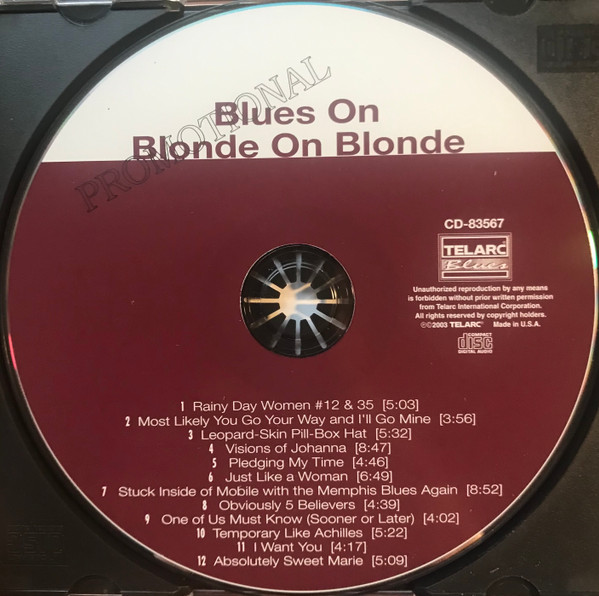 PROMOTIONAL
Blues On
Blonde On Blonde
CD-83567
TELARC
Blues
Unauthorized reproduction by any means
is forbidden without prior written permission
from Telarc International Corporation.
All rights reserved by copyright holders.
℗©2003 TELARC® Made in U.S.A.
COMPACT
disc
DIGITAL AUDIO
1 Rainy Day Women #12 & 35 [5:03]
2 Most Likely You Go Your Way and I'll Go Mine [3:56]
3 Leopard-Skin Pill-Box Hat [5:32]
4 Visions of Johanna [8:47]
5 Pledging My Time [4:46]
6 Just Like a Woman [6:49]
7 Stuck Inside of Mobile with the Memphis Blues Again [8:52]
8 Obviously 5 Believers [4:39]
9 One of Us Must Know (Sooner or Later) [4:02]
10 Temporary Like Achilles [5:22]
11 I Want You [4:17]
12 Absolutely Sweet Marie [5:09]